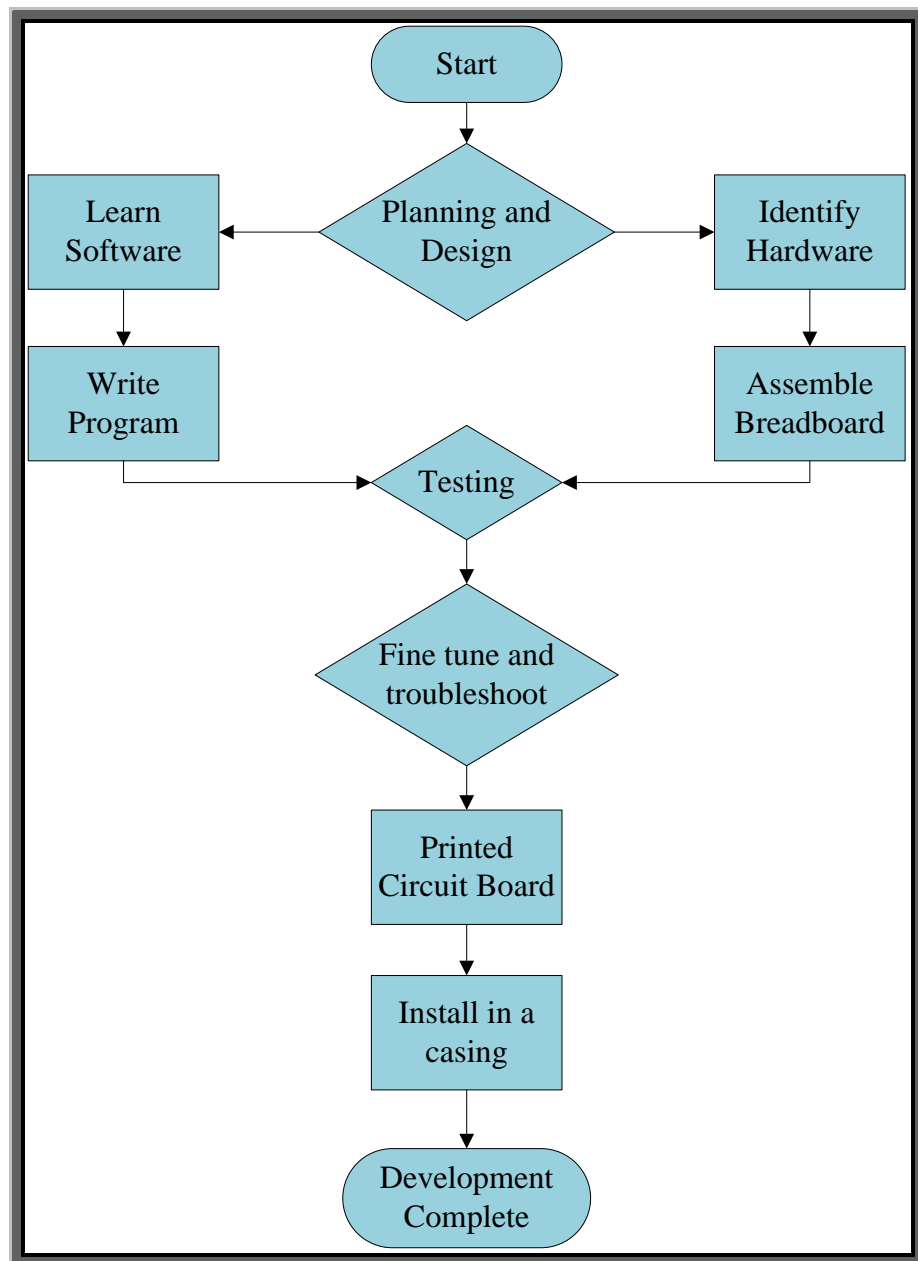 Start
Planning and
Design
Learn
Software
Identify
Hardware
Write
Program
Assemble
Breadboard
Testing
Fine tune and
troubleshoot
Printed
Circuit Board
Install in a
casing
Development
Complete